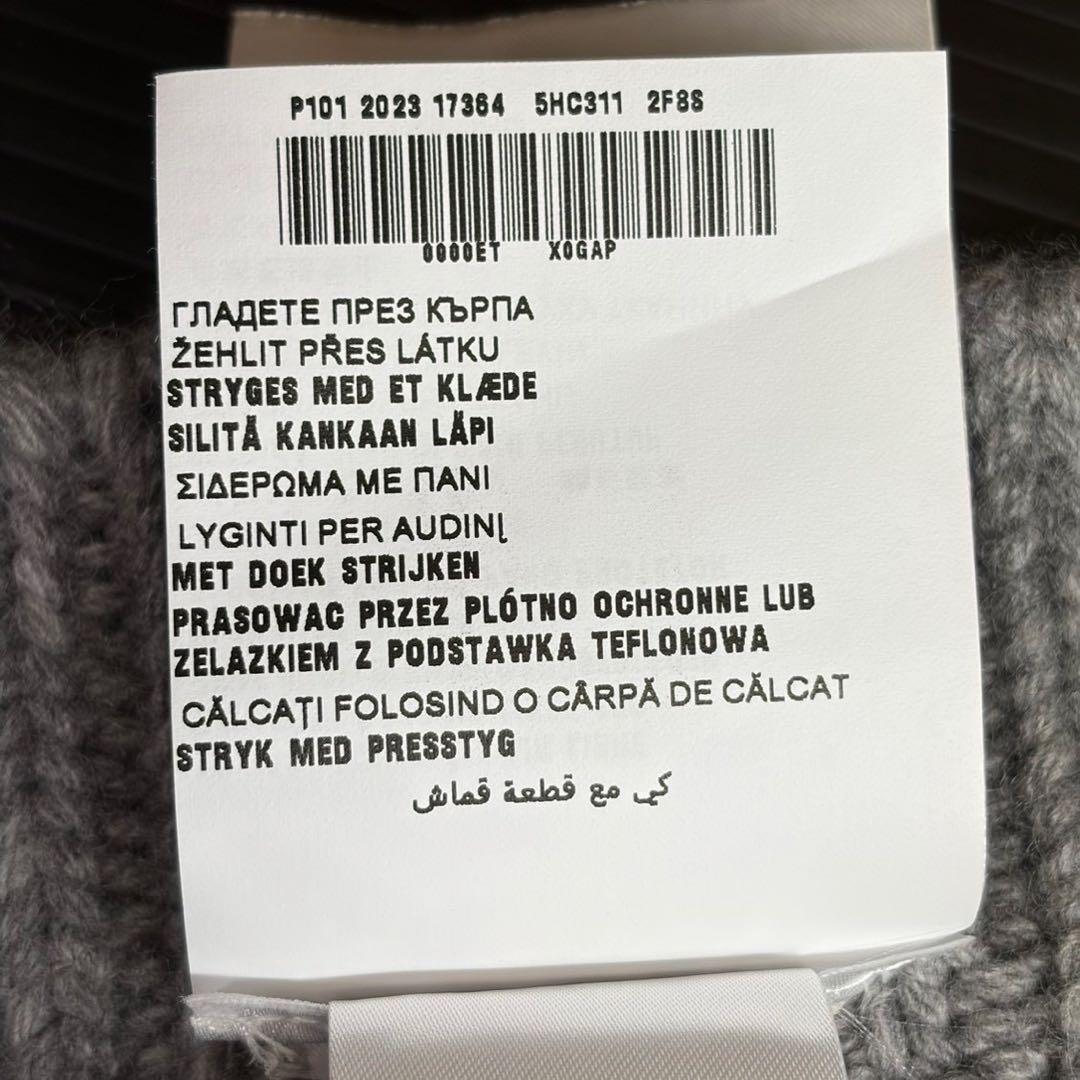 P101 2023 17364 5HC311 2F8S
0000ET X0GAP
ГЛАДЕТЕ ПРЕЗ КЪРПА
ŽEHLIT PŘES LÁTKU
STRYGES MED ET KLÆDE
SILITÄ KANKAAN LÄPI
ΣΙΔΕΡΩΜΑ ΜΕ ΠΑΝΙ
LYGINTI PER AUDINĮ
MET DOEK STRIJKEN
PRASOWAC PRZEZ PLÓTNO OCHRONNE LUB
ZELAZKIEM Z PODSTAWKA TEFLONOWA
CĂLCAȚI FOLOSIND O CÂRPĂ DE CĂLCAT
STRYK MED PRESSTYG
كي مع قطعة قماش